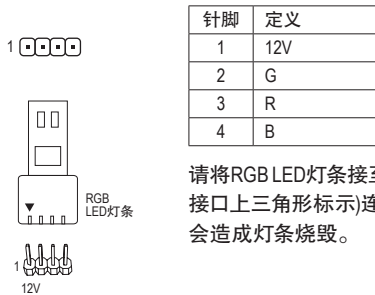 1
针脚 定义
1 12V
2 G
3 R
4 B
RGB
LED灯条
1
12V
请将RGB LED灯条接
接口上三角形标示)连
会造成灯条烧毁。